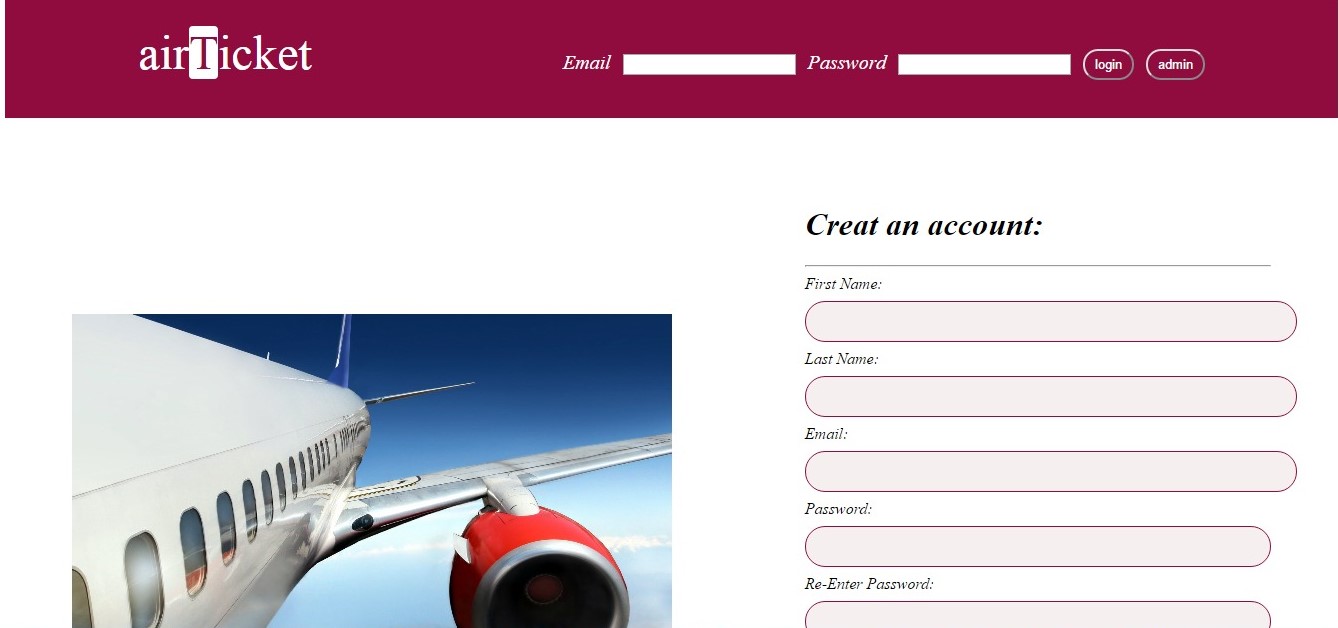 airTicket
Email Password login admin
Creat an account:
First Name:
Last Name:
Email:
Password:
Re-Enter Password: